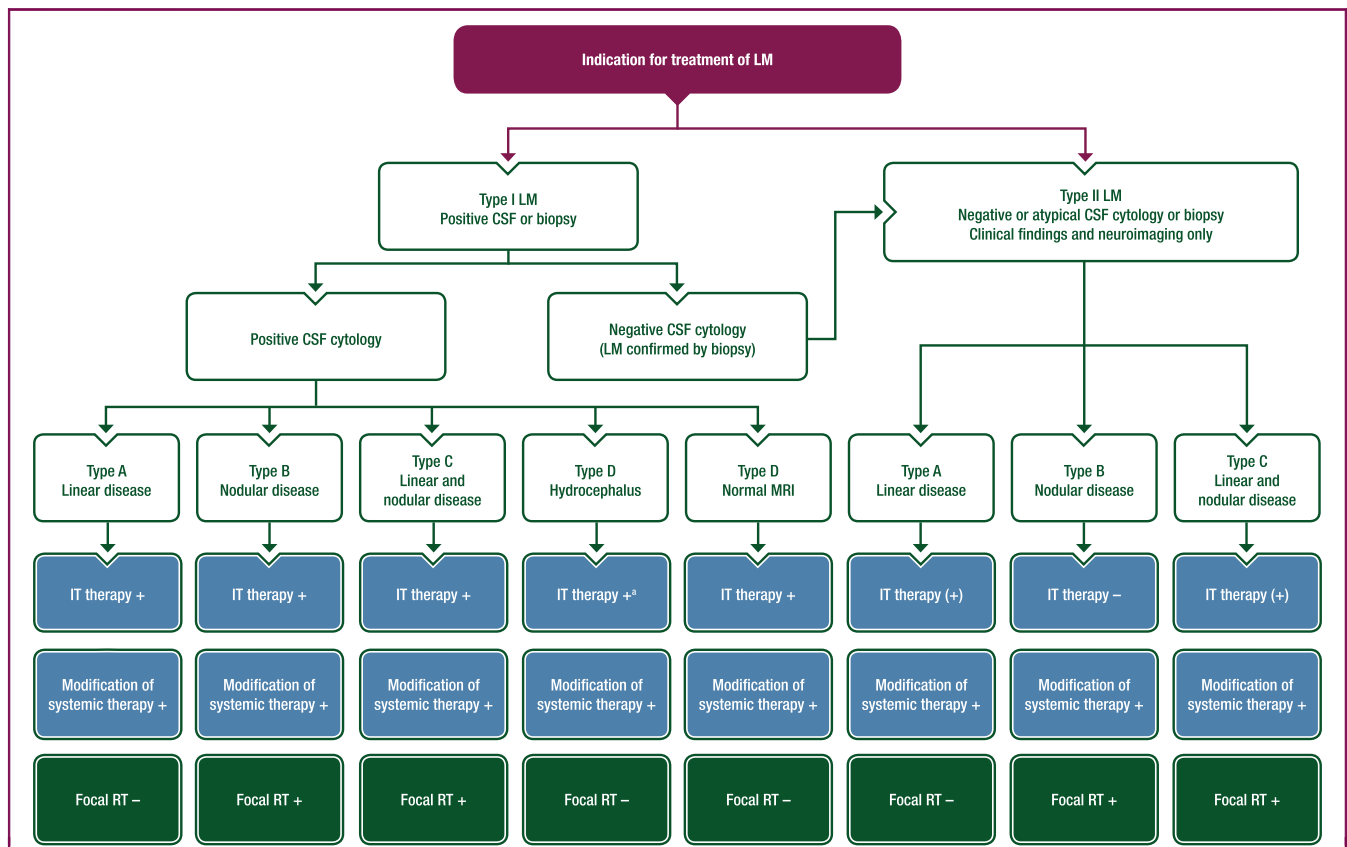 Indication for treatment of LM
Type I LM
Positive CSF or biopsy
Type II LM
Negative or atypical CSF cytology or biopsy
Clinical findings and neuroimaging only
Positive CSF cytology
Negative CSF cytology
(LM confirmed by biopsy)
Type A
Linear disease
Type B
Nodular disease
Type C
Linear and
nodular disease
Type D
Hydrocephalus
Type D
Normal MRI
Type A
Linear disease
Type B
Nodular disease
Type C
Linear and
nodular disease
IT therapy +
IT therapy +
IT therapy +
IT therapy +ª
IT therapy +
IT therapy (+)
IT therapy –
IT therapy (+)
Modification of
systemic therapy +
Modification of
systemic therapy +
Modification of
systemic therapy +
Modification of
systemic therapy +
Modification of
systemic therapy +
Modification of
systemic therapy +
Modification of
systemic therapy +
Modification of
systemic therapy +
Focal RT –
Focal RT +
Focal RT +
Focal RT –
Focal RT –
Focal RT –
Focal RT +
Focal RT +